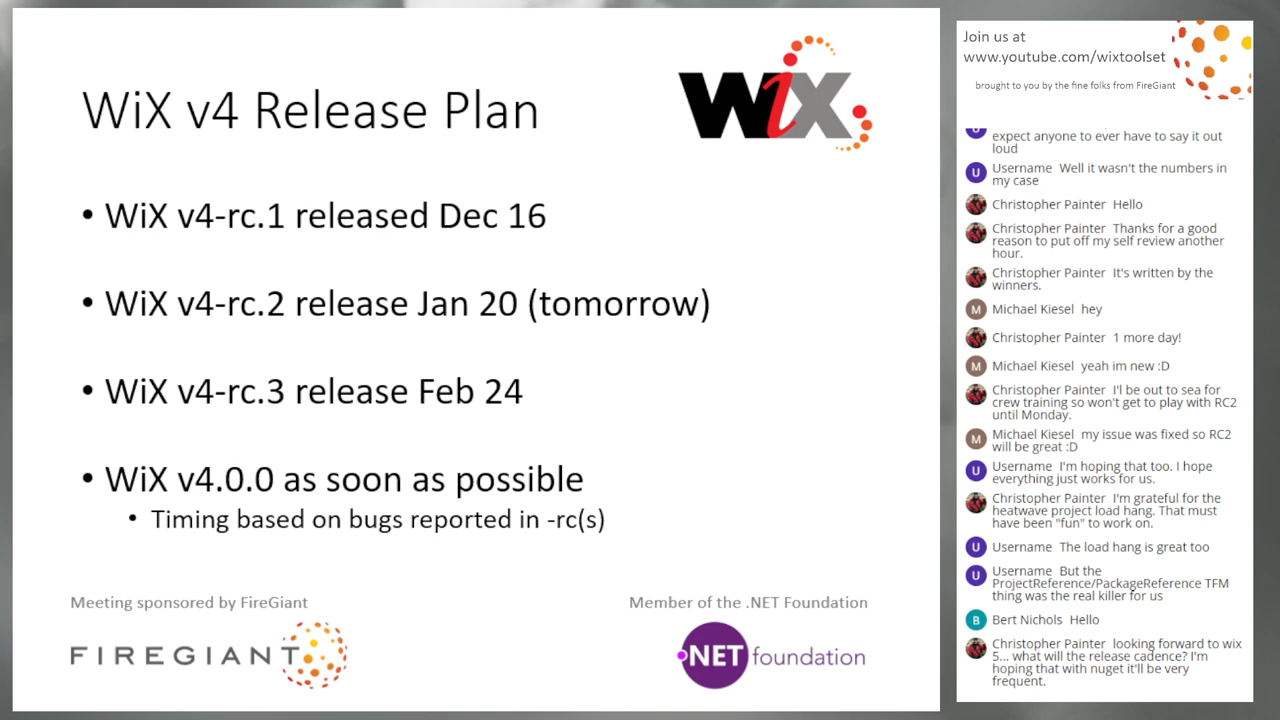 WiX v4 Release Plan
WiX
• WiX v4-rc.1 released Dec 16
• WiX v4-rc.2 release Jan 20 (tomorrow)
• WiX v4-rc.3 release Feb 24
• WiX v4.0.0 as soon as possible
• Timing based on bugs reported in -rc(s)
Meeting sponsored by FireGiant
FIREGIANT
Member of the .NET Foundation
.NET foundation
Join us at
www.youtube.com/wixtoolset
brought to you by the fine folks from FireGiant
expect anyone to ever have to say it out
loud
U Username Well it wasn't the numbers in
my case
Christopher Painter Hello
Christopher Painter Thanks for a good
reason to put off my self review another
hour.
Christopher Painter It's written by the
winners.
M Michael Kiesel hey
Christopher Painter 1 more day!
M Michael Kiesel yeah im new :D
Christopher Painter I'l be out to sea for
crew training so won't get to play with RC2
until Monday.
M Michael Kiesel my issue was fixed so RC2
will be great :D
U Username I'm hoping that too. I hope
everything just works for us.
Christopher Painter I'm grateful for the
heatwave project load hang. That must
have been "fun" to work on.
U Username The load hang is great too
U Username But the
ProjectReference/PackageReference TFM
thing was the real killer for us
B Bert Nichols Hello
Christopher Painter looking forward to wix
5... what will the release cadence? I'm
hoping that with nuget it'll be very
frequent.